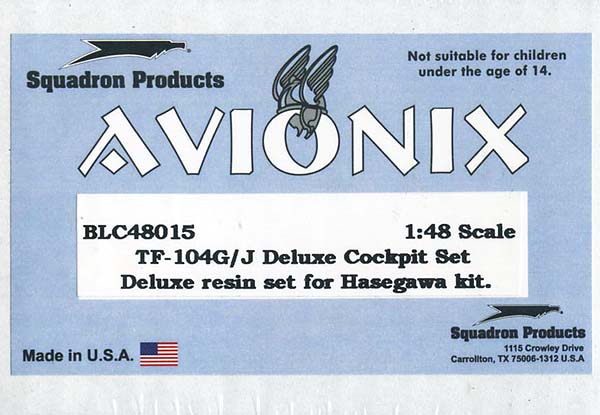 Squadron Products
Not suitable for children
under the age of 14.
AVIONIX
BLC48015 1:48 Scale
TF-104G/J Deluxe Cockpit Set
Deluxe resin set for Hasegawa kit.
Made in U.S.A.
Squadron Products
1115 Crowley Drive
Carrollton, TX 75006-1312 U.S.A